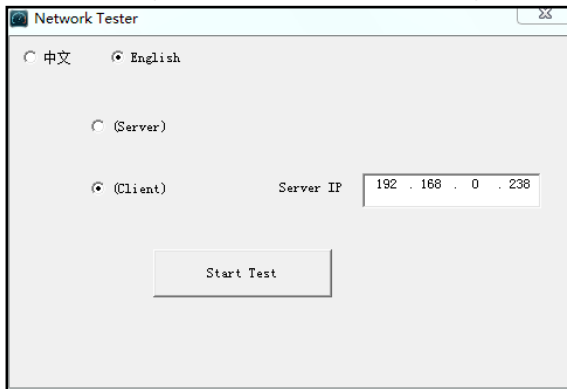 Network Tester
中文 English
(Server)
(Client) Server IP 192 . 168 . 0 . 238
Start Test